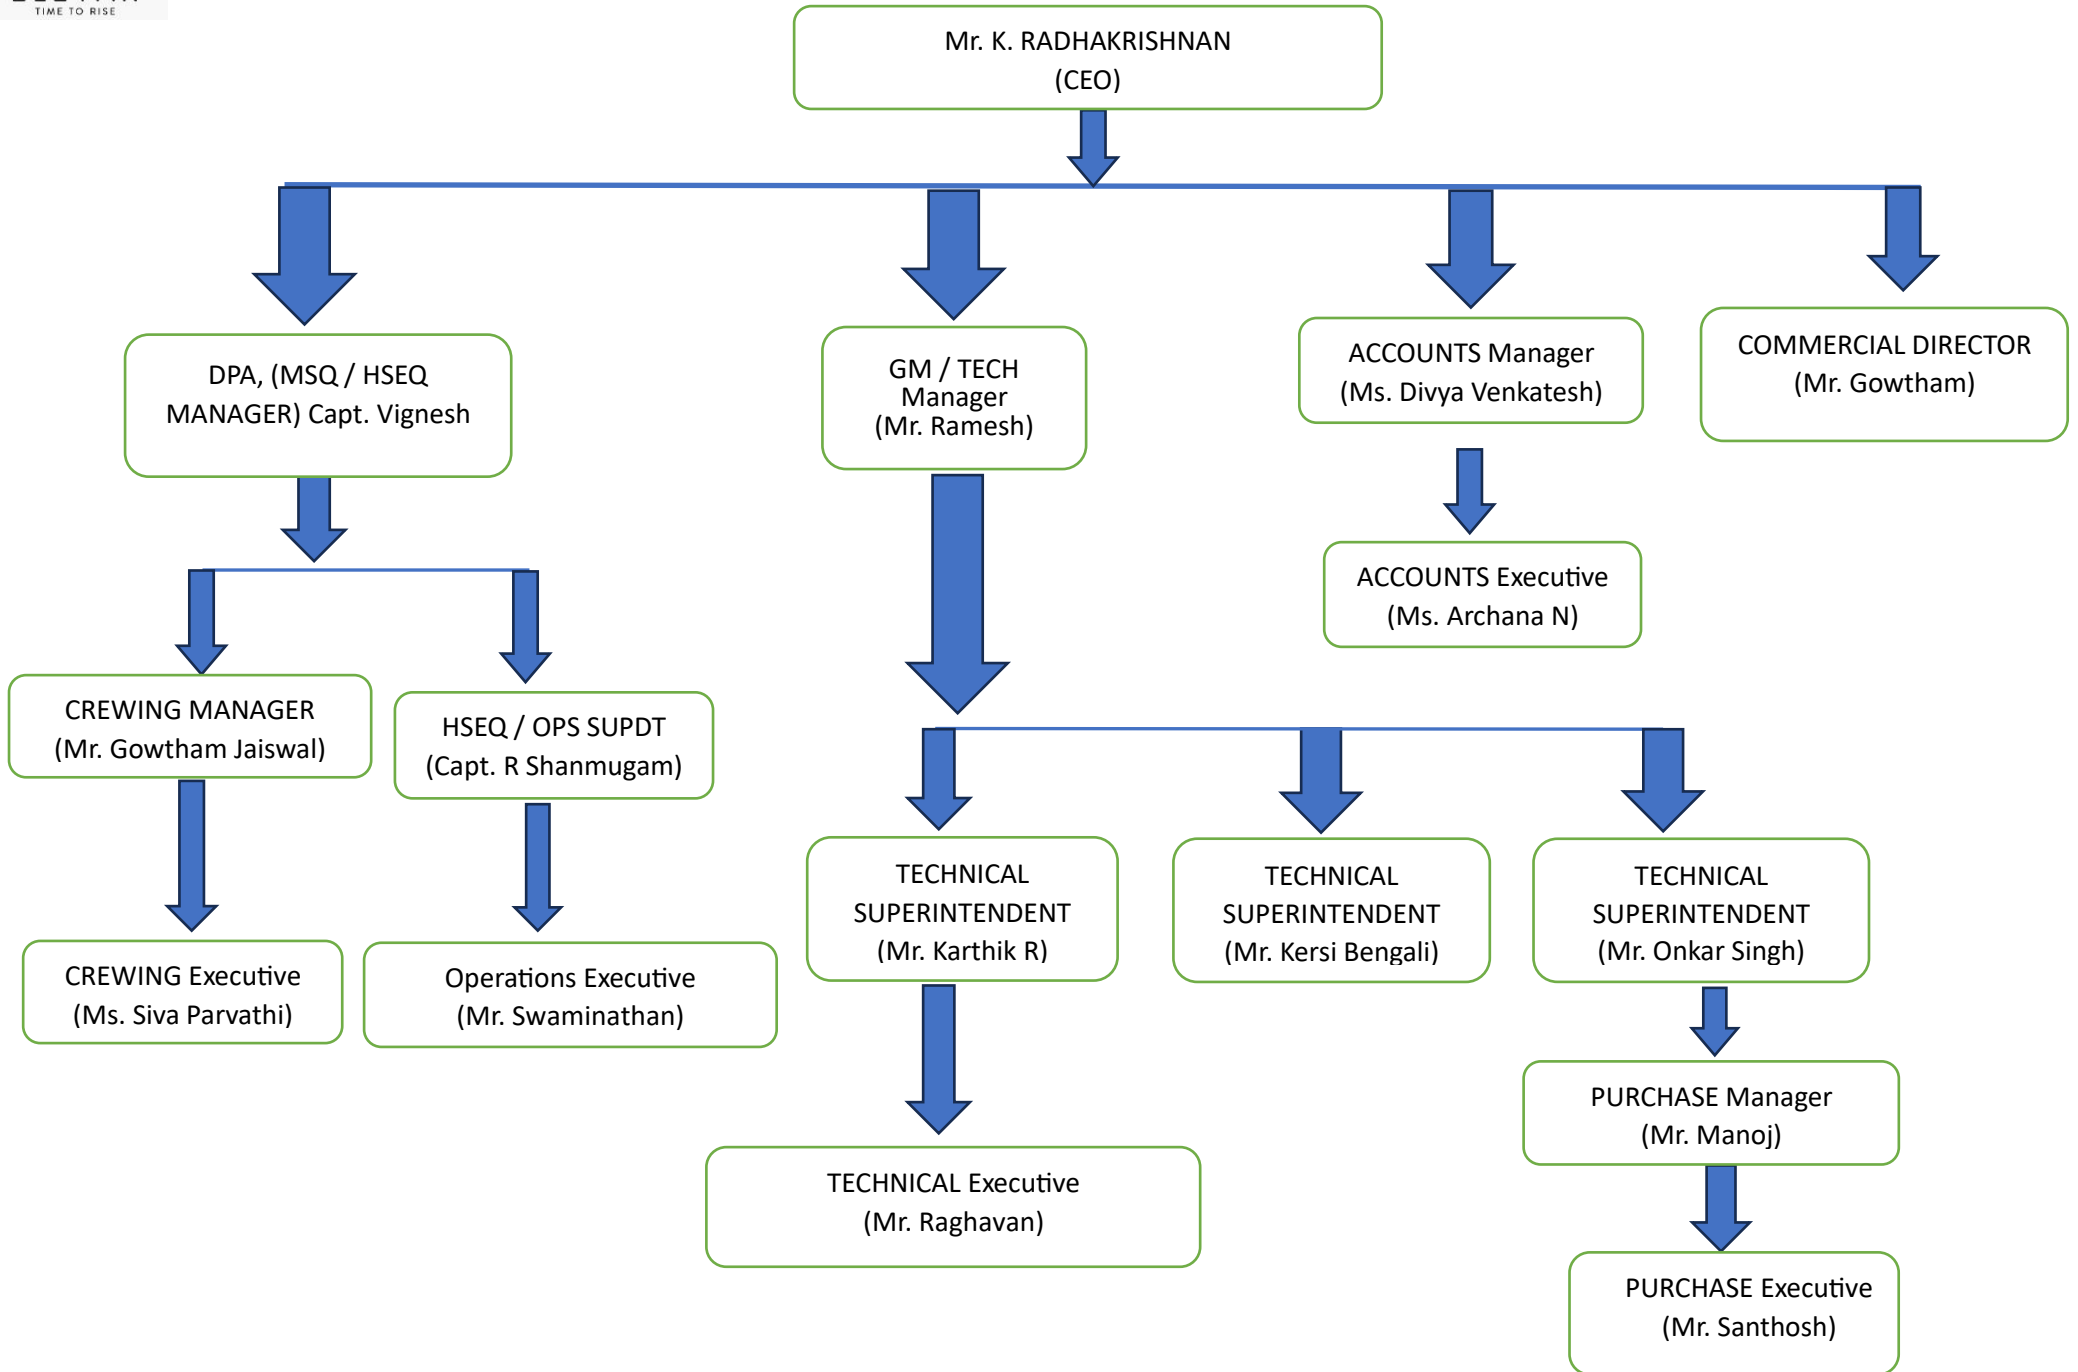 TIME TO RISE
Mr. K. RADHAKRISHNAN
(CEO)
DPA, (MSQ / HSEQ
MANAGER) Capt. Vignesh
GM / TECH
Manager
(Mr. Ramesh)
ACCOUNTS Manager
(Ms. Divya Venkatesh)
COMMERCIAL DIRECTOR
(Mr. Gowtham)
ACCOUNTS Executive
(Ms. Archana N)
CREWING MANAGER
(Mr. Gowtham Jaiswal)
HSEQ / OPS SUPDT
(Capt. R Shanmugam)
TECHNICAL
SUPERINTENDENT
(Mr. Karthik R)
TECHNICAL
SUPERINTENDENT
(Mr. Kersi Bengali)
TECHNICAL
SUPERINTENDENT
(Mr. Onkar Singh)
CREWING Executive
(Ms. Siva Parvathi)
Operations Executive
(Mr. Swaminathan)
PURCHASE Manager
(Mr. Manoj)
TECHNICAL Executive
(Mr. Raghavan)
PURCHASE Executive
(Mr. Santhosh)